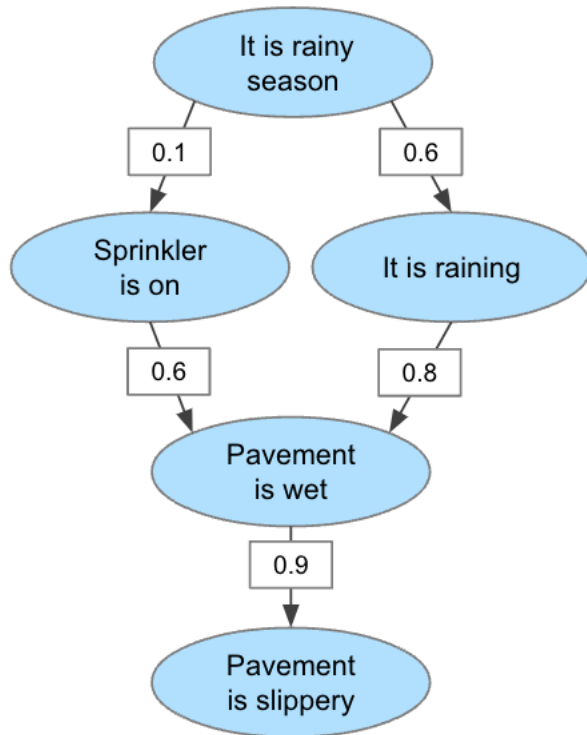 It is rainy
season
0.1
0.6
Sprinkler
is on
It is raining
0.6
0.8
Pavement
is wet
0.9
Pavement
is slippery